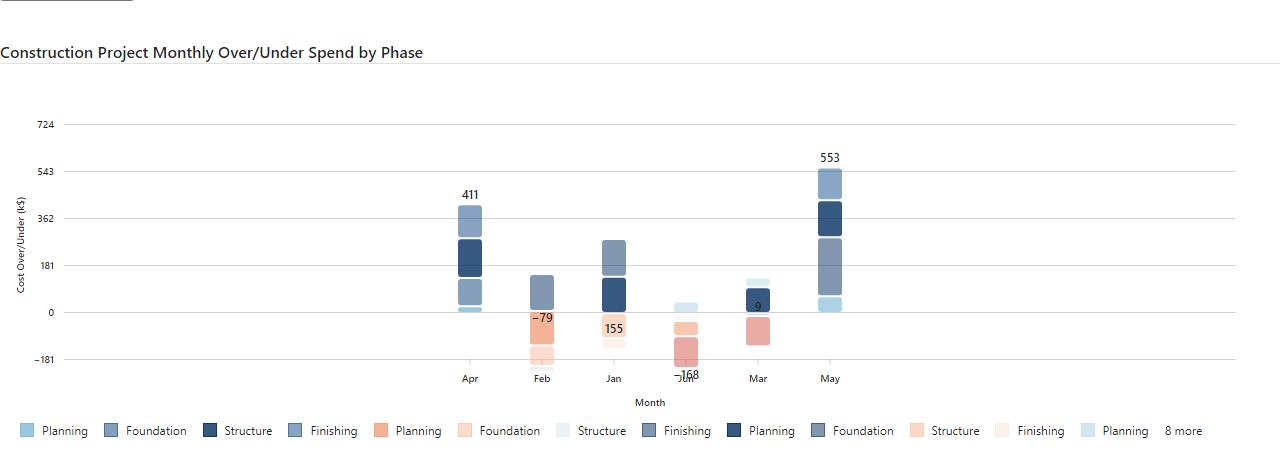 Construction Project Monthly Over/Under Spend by Phase
724
543
362
181
0
−181
Cost Over/Under (k$)
411
−79
155
−168
9
553
Apr
Feb
Jan
Jun
Mar
May
Month
Planning
Foundation
Structure
Finishing
Planning
Foundation
Structure
Finishing
Planning
Foundation
Structure
Finishing
Planning
8 more